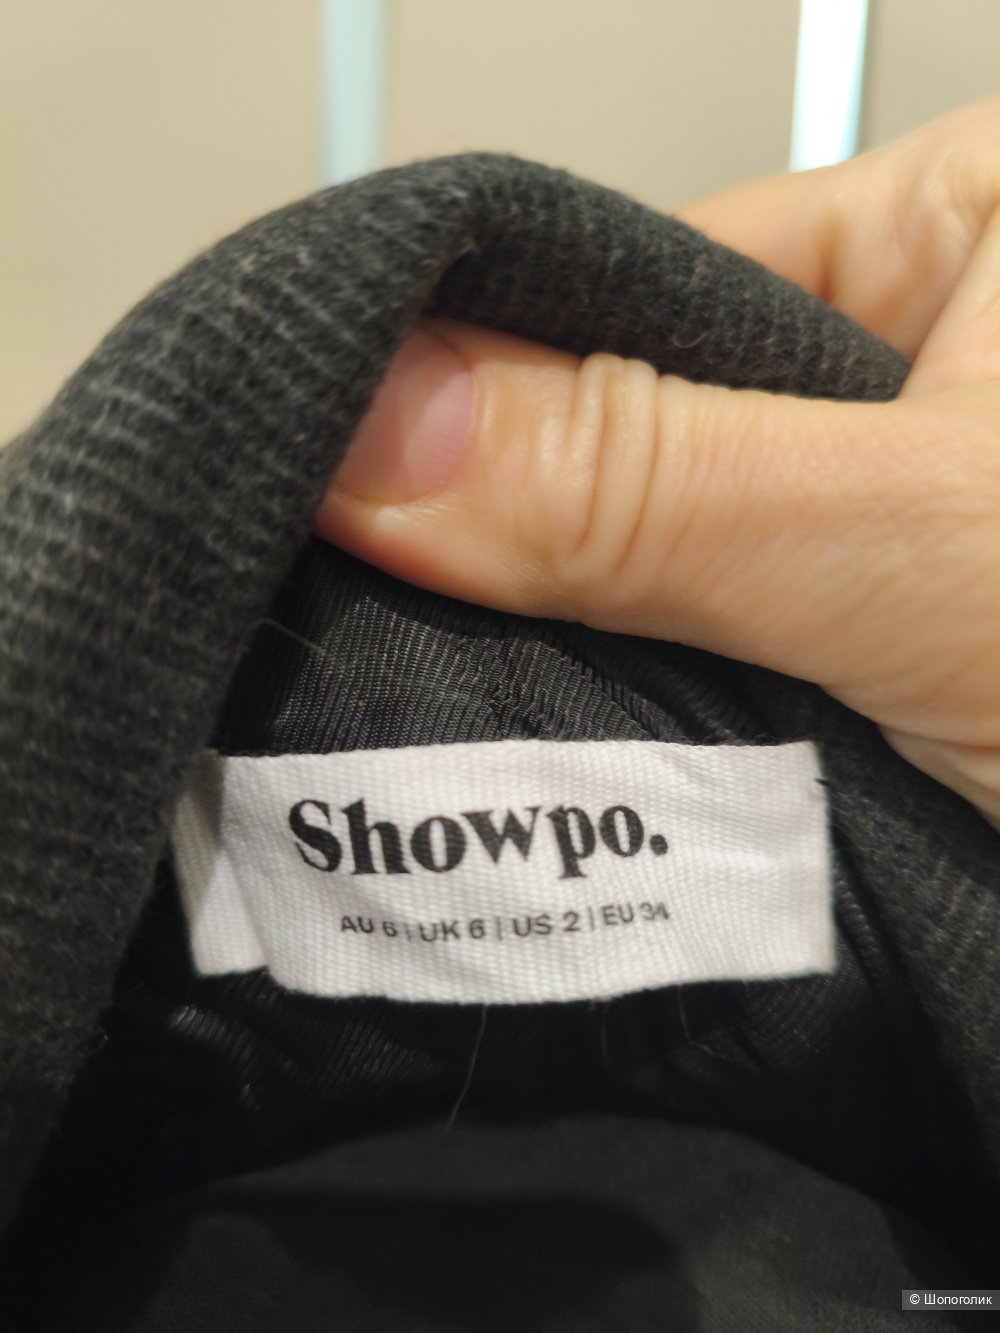 Showpo.
AU 6 | UK 6 | US 2 | EU 34
© Шопоголик